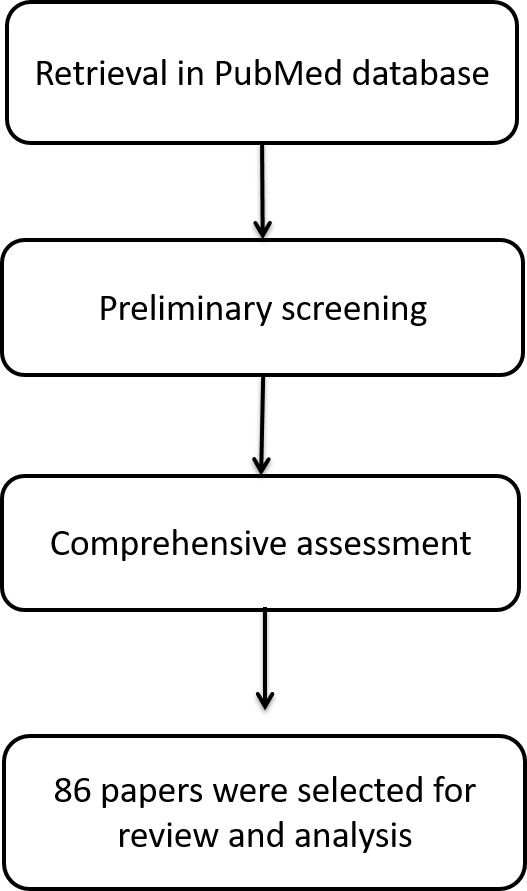 Retrieval in PubMed database
Preliminary screening
Comprehensive assessment
86 papers were selected for
review and analysis